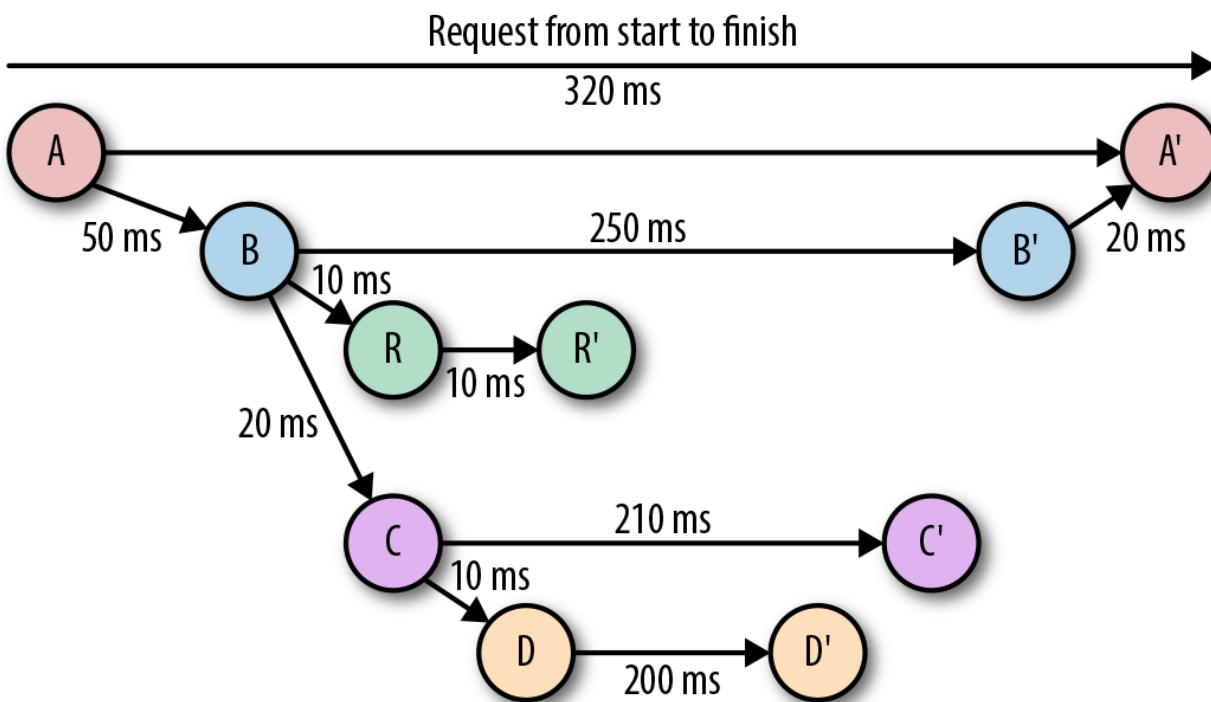 Request from start to finish
320 ms
A
A'
50 ms
B
250 ms
B'
20 ms
10 ms
R
R'
10 ms
20 ms
C
210 ms
C'
10 ms
D
D'
200 ms